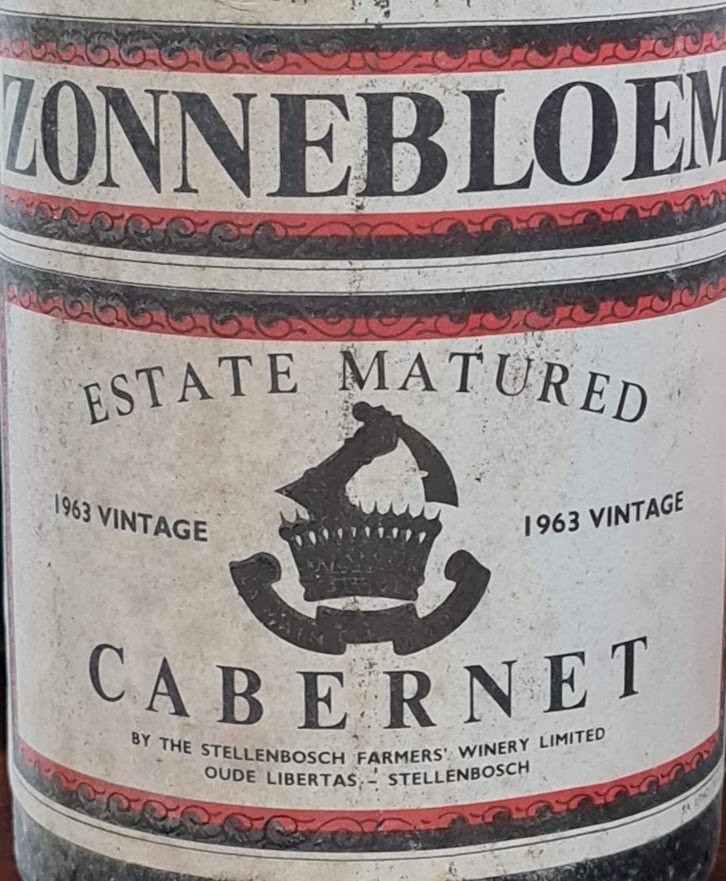 ZONNEBLOEM
ESTATE MATURED
1963 VINTAGE
1963 VINTAGE
CABERNET
BY THE STELLENBOSCH FARMERS' WINERY LIMITED
OUDE LIBERTAS - STELLENBOSCH